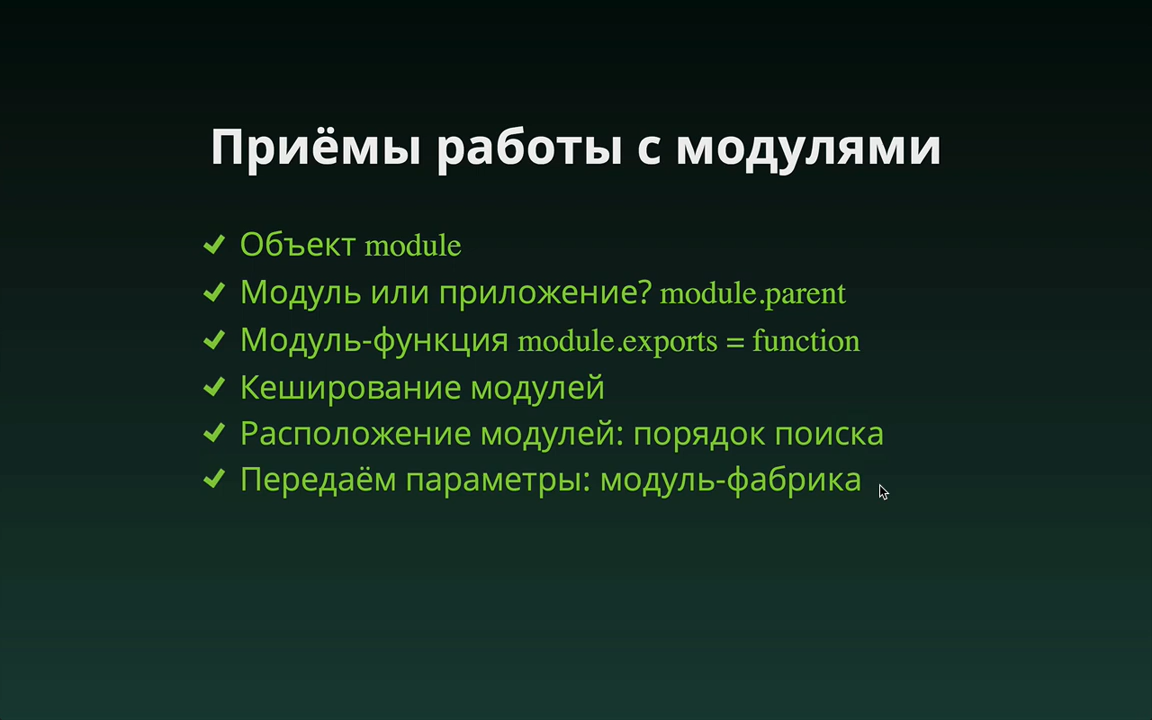 Приёмы работы с модулями
Объект module
Модуль или приложение? module.parent
Модуль-функция module.exports = function
Кеширование модулей
Расположение модулей: порядок поиска
Передаём параметры: модуль-фабрика